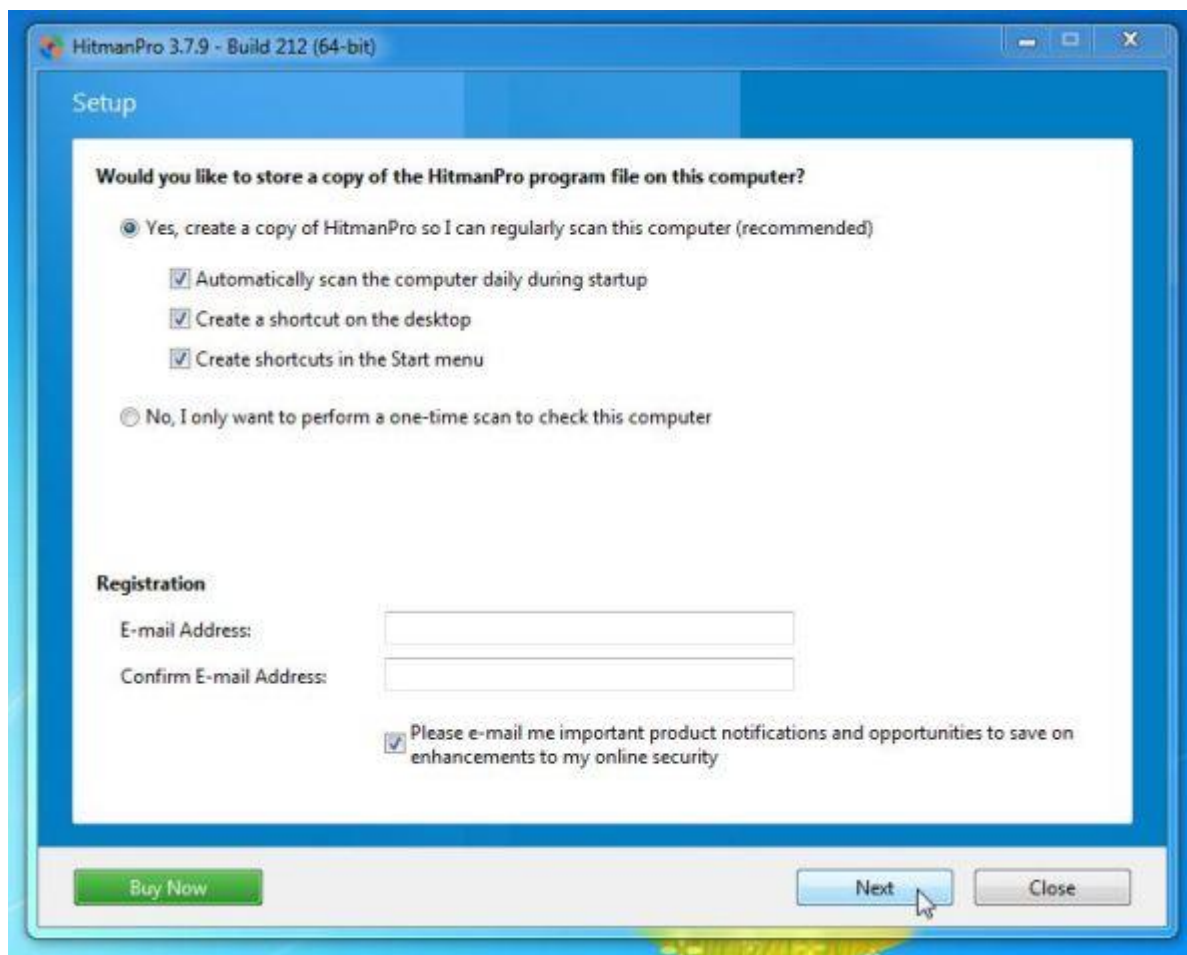 HitmanPro 3.7.9 - Build 212 (64-bit)
Setup
Would you like to store a copy of the HitmanPro program file on this computer?
Yes, create a copy of HitmanPro so I can regularly scan this computer (recommended)
Automatically scan the computer daily during startup
Create a shortcut on the desktop
Create shortcuts in the Start menu
No, I only want to perform a one-time scan to check this computer
Registration
E-mail Address:
Confirm E-mail Address:
Please e-mail me important product notifications and opportunities to save on
enhancements to my online security
Buy Now
Next
Close